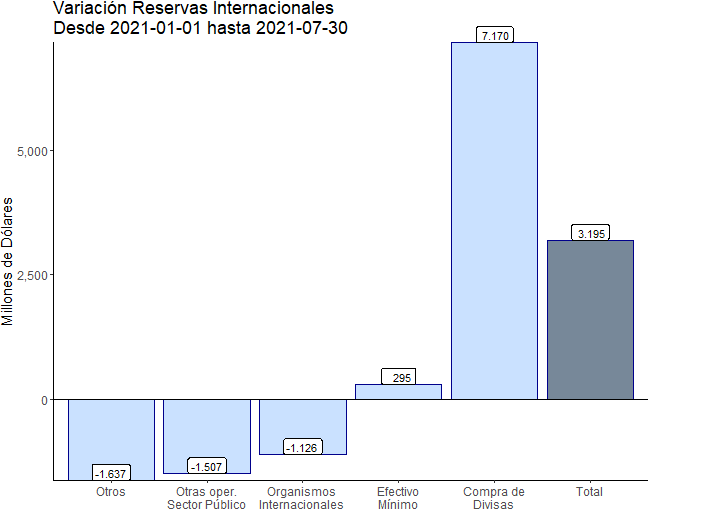 Variación Reservas Internacionales
Desde 2021-01-01 hasta 2021-07-30
Millones de Dólares
5,000
2,500
0
-1.637
-1.507
-1.126
295
7.170
3.195
Otros
Otras oper.
Sector Público
Organismos
Internacionales
Efectivo
Mínimo
Compra de
Divisas
Total